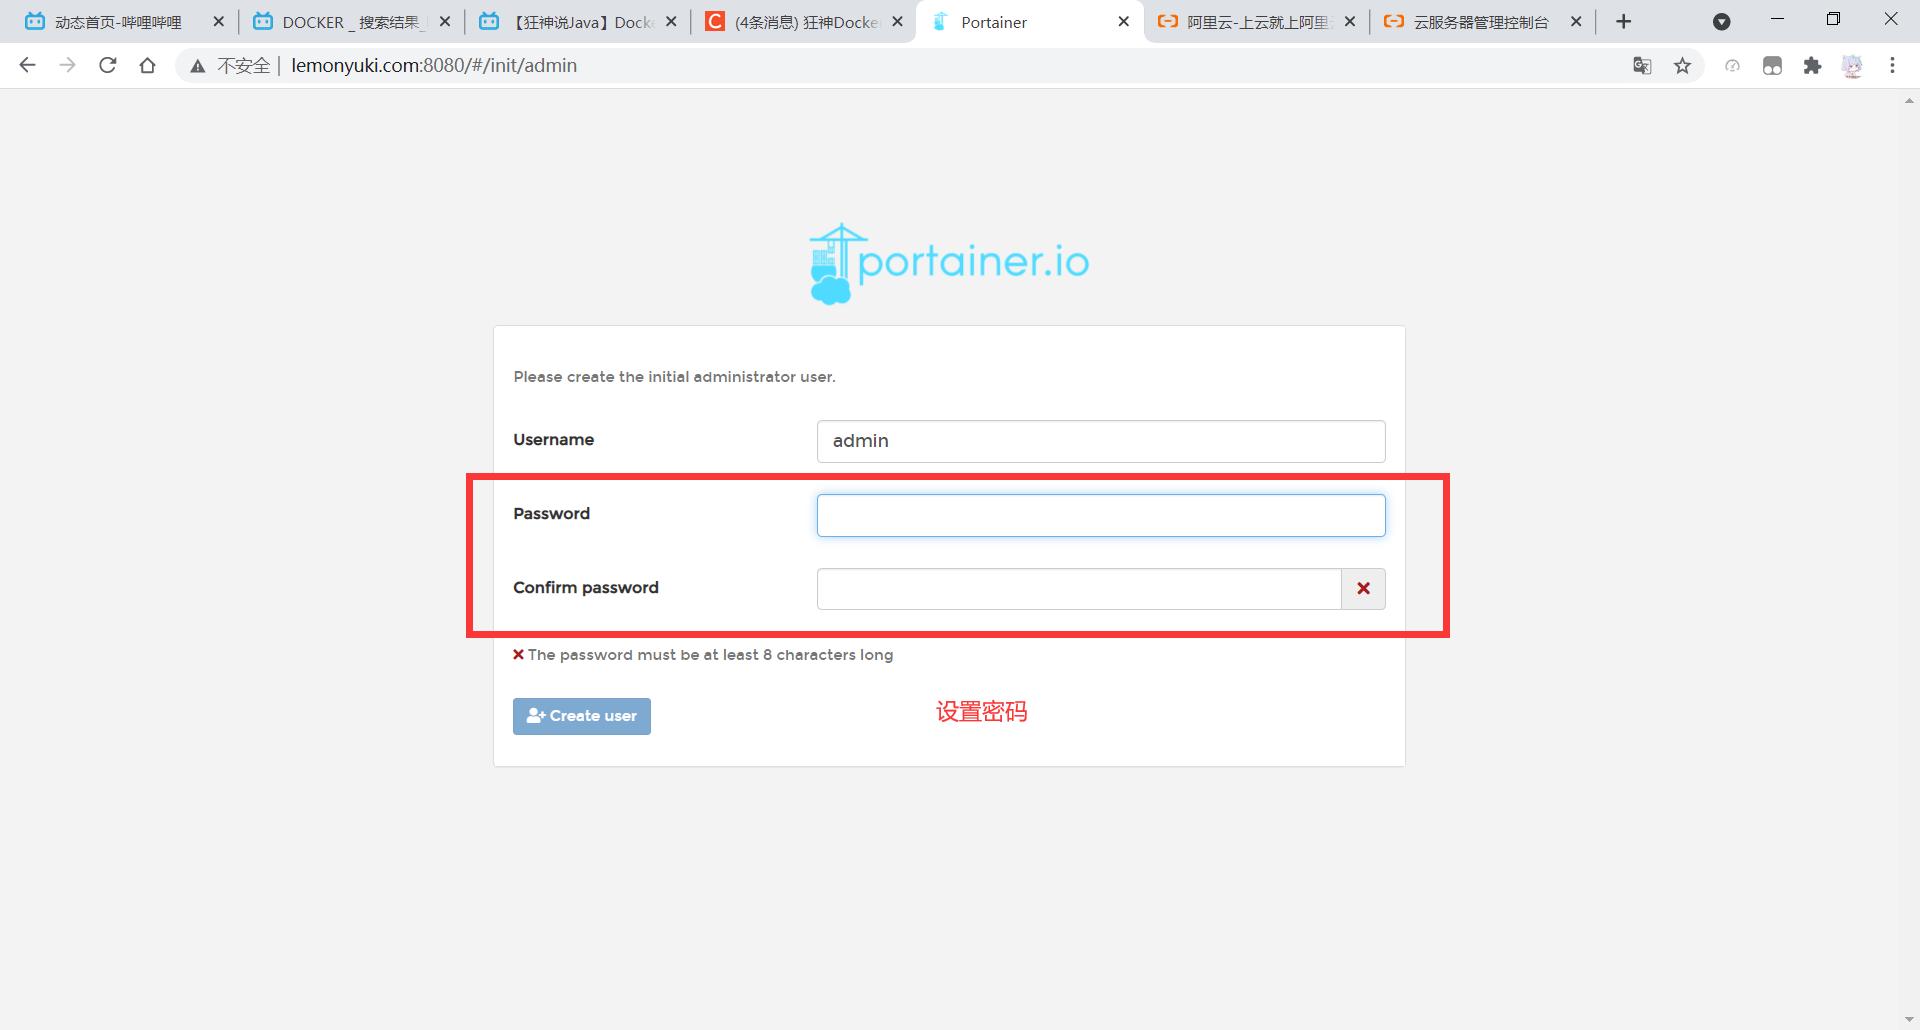 动态首页-哔哩哔哩
DOCKER _ 搜索结果_
【狂神说Java】Docke
(4条消息) 狂神Docker
Portainer
阿里云-上云就上阿里云
云服务器管理控制台
不安全 | lemonyuki.com:8080/#/init/admin
portainer.io
Please create the initial administrator user.
Username
admin
Password
Confirm password
The password must be at least 8 characters long
Create user
设置密码